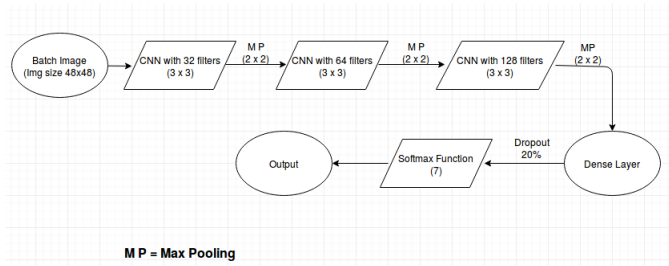 Batch Image
(Img size 48x48)
CNN with 32 filters
(3 x 3)
M P
(2 x 2)
CNN with 64 filters
(3 x 3)
M P
(2 x 2)
CNN with 128 filters
(3 x 3)
MP
(2 x 2)
Dense Layer
Dropout
20%
Softmax Function
(7)
Output
M P = Max Pooling